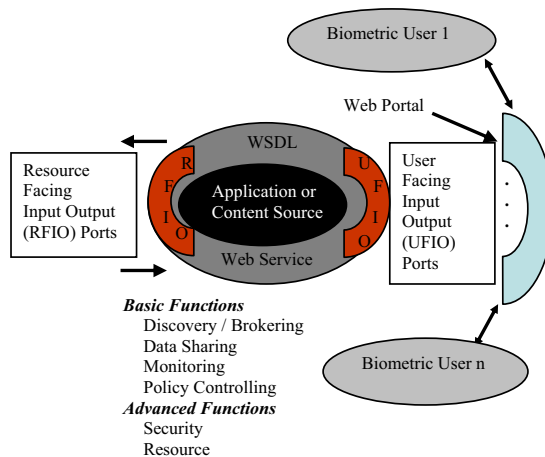 Biometric User 1
Web Portal
WSDL
R
F
I
O
U
F
I
O
Resource
Facing
Input Output
(RFIO) Ports
Application or
Content Source
User
Facing
Input
Output
(UFIO)
Ports
Web Service
Basic Functions
Discovery / Brokering
Data Sharing
Monitoring
Policy Controlling
Advanced Functions
Security
Resource
Biometric User n